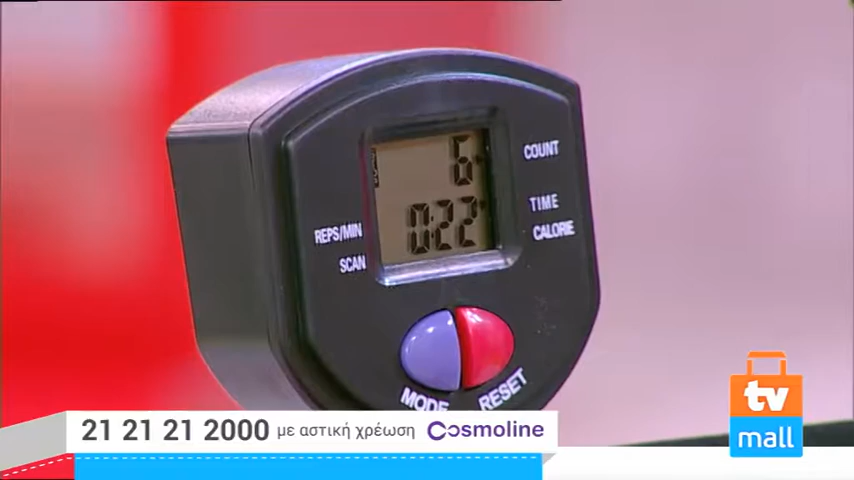 6
COUNT
0:22
TIME
REPS/MIN
CALORIE
SCAN
MODE
RESET
21 21 21 2000 με αστική χρέωση Cosmoline
tv
mall